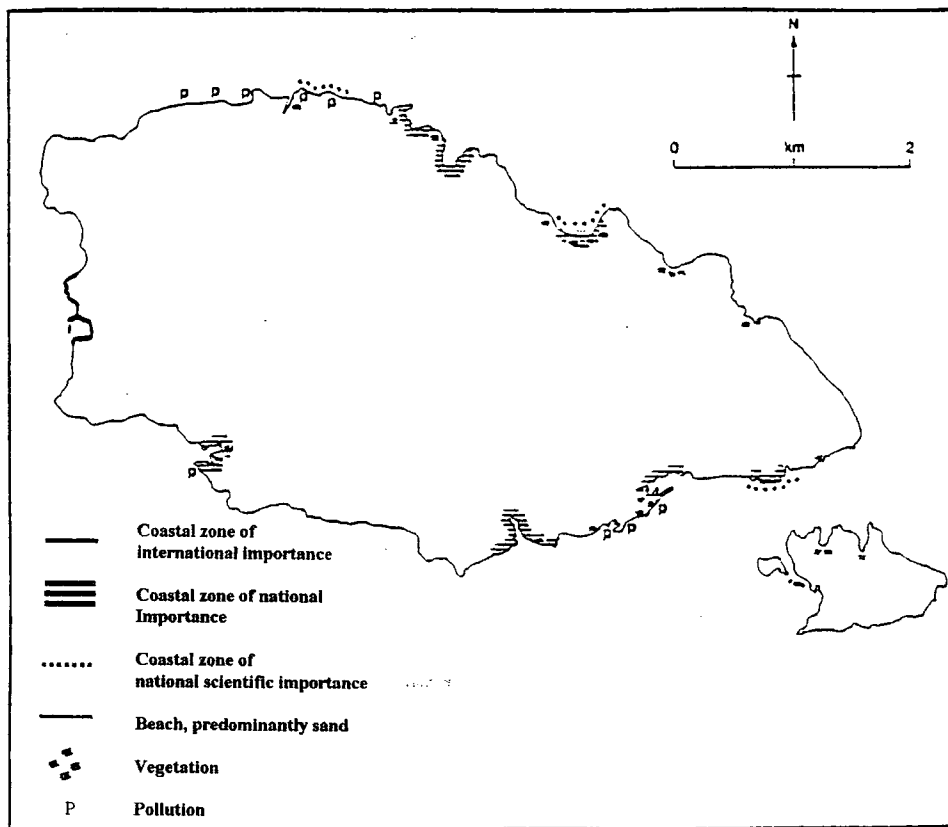 N
0 km 2
P P P P P P
P
P
P P
Coastal zone of
international importance
Coastal zone of national
Importance
Coastal zone of
national scientific importance
Beach, predominantly sand
Vegetation
P Pollution